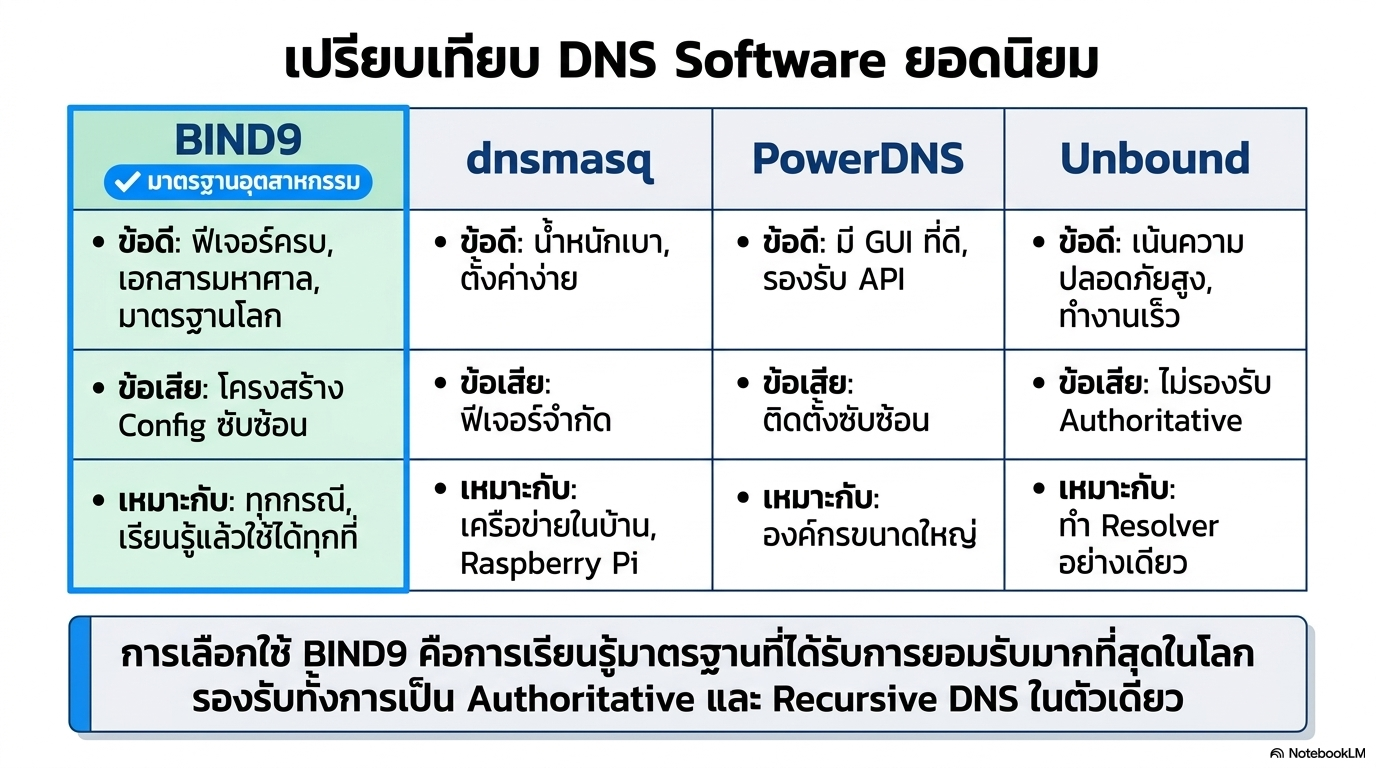 เปรียบเทียบ DNS Software ยอดนิยม
BIND9
มาตรฐานอุตสาหกรรม
dnsmasq
PowerDNS
Unbound
• ข้อดี: ฟีเจอร์ครบ,
เอกสารมหาศาล,
มาตรฐานโลก
• ข้อดี: น้ำหนักเบา,
ตั้งค่าง่าย
• ข้อดี: มี GUI ที่ดี,
รองรับ API
• ข้อดี: เน้นความ
ปลอดภัยสูง,
ทำงานเร็ว
• ข้อเสีย: โครงสร้าง
Config ซับซ้อน
• ข้อเสีย:
ฟีเจอร์จำกัด
• ข้อเสีย:
ติดตั้งซับซ้อน
• ข้อเสีย: ไม่รองรับ
Authoritative
• เหมาะกับ: ทุกกรณี,
เรียนรู้แล้วใช้ได้ทุกที่
• เหมาะกับ:
เครือข่ายในบ้าน,
Raspberry Pi
• เหมาะกับ:
องค์กรขนาดใหญ่
• เหมาะกับ:
ทำ Resolver
อย่างเดียว
การเลือกใช้ BIND9 คือการเรียนรู้มาตรฐานที่ได้รับการยอมรับมากที่สุดในโลก
รองรับทั้งการเป็น Authoritative และ Recursive DNS ในตัวเดียว
NotebookLM